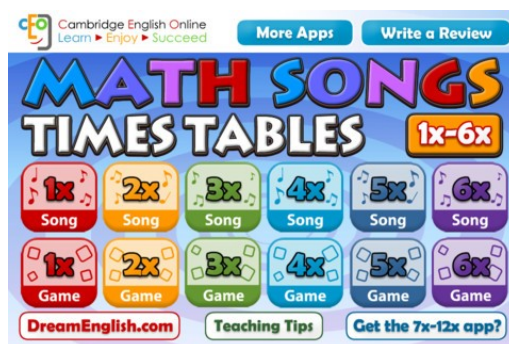 ceo Cambridge English Online
Learn ▶ Enjoy ▶ Succeed
More Apps
Write a Review
MATH SONGS
TIMES TABLES
1x-6x
1x 2x 3x 4x 5x 6x
Song Song Song Song Song Song
1x 2x 3x 4x 5x 6x
Game Game Game Game Game Game
DreamEnglish.com
Teaching Tips
Get the 7x-12x app?